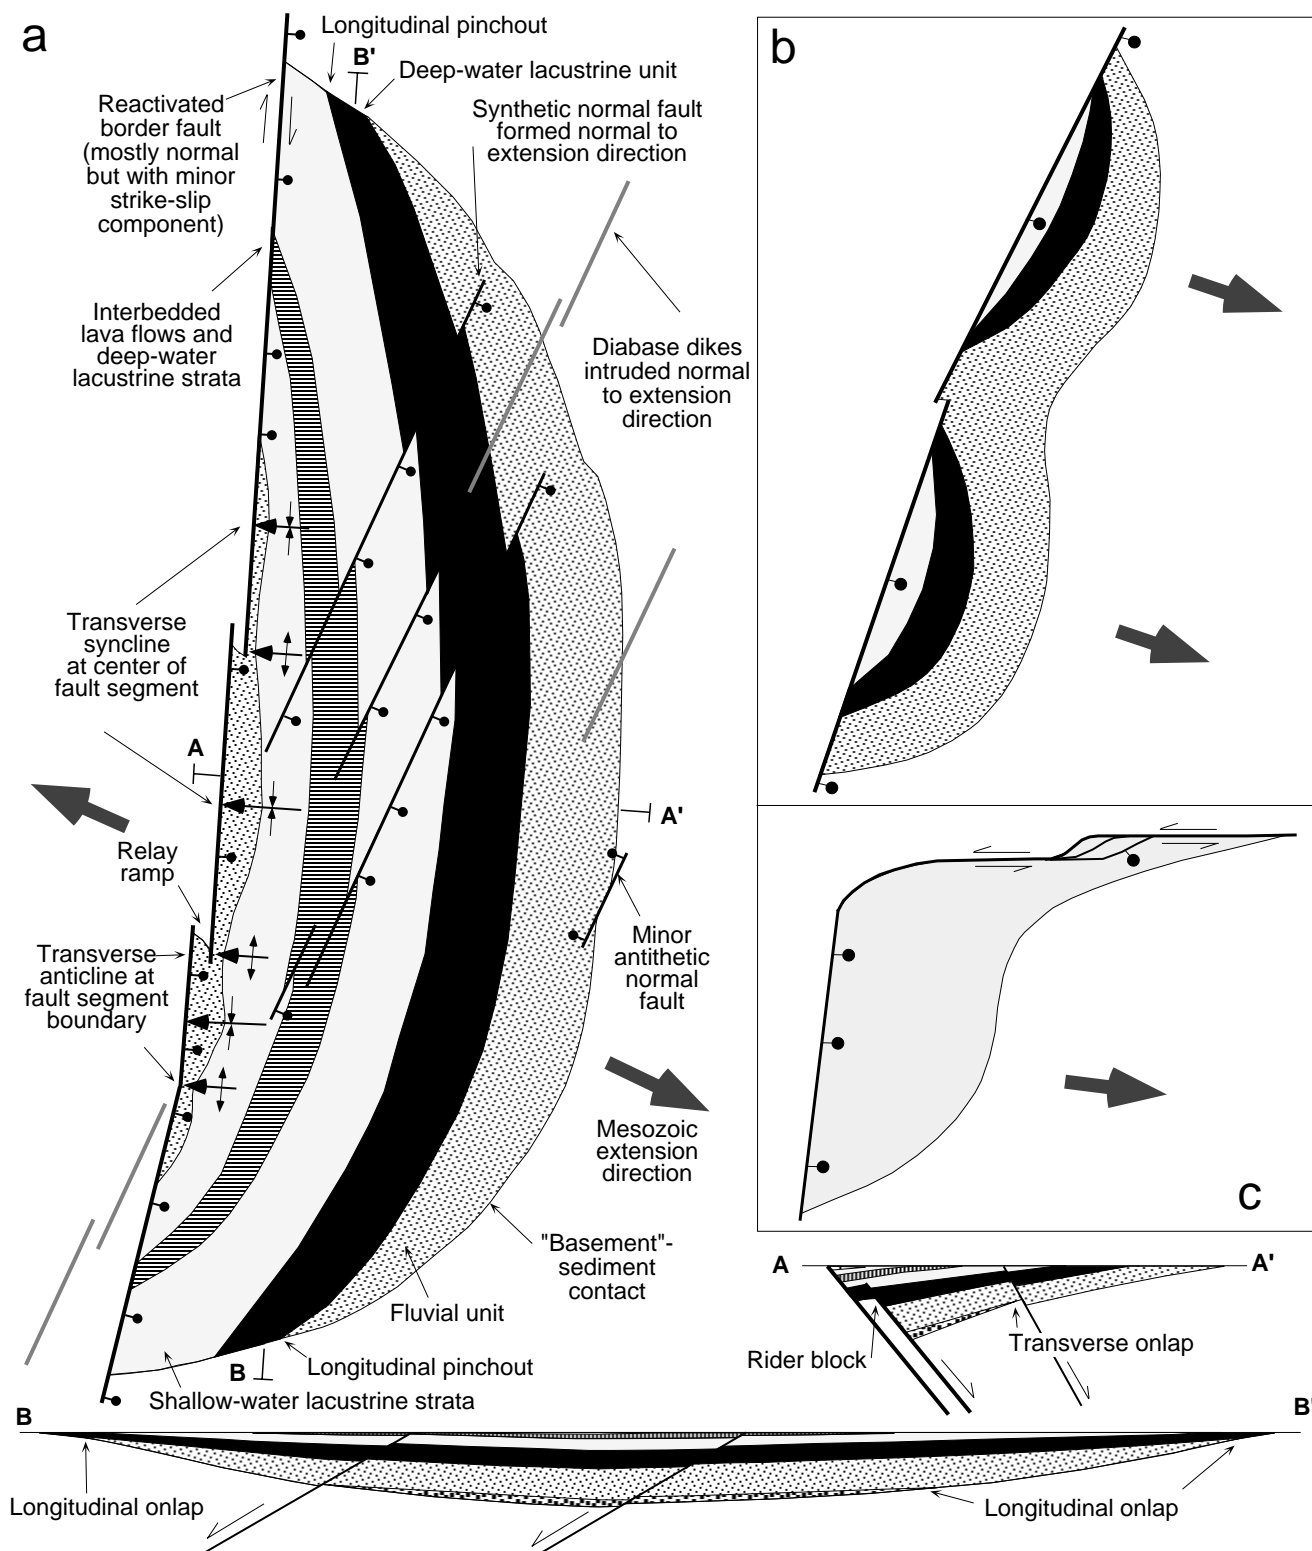 a
Longitudinal pinchout
B'
Deep-water lacustrine unit
Reactivated
border fault
(mostly normal
but with minor
strike-slip
component)
Synthetic normal fault
formed normal to
extension direction
Interbedded
lava flows and
deep-water
lacustrine strata
Diabase dikes
intruded normal
to extension
direction
Transverse
syncline
at center of
fault segment
A
A'
Relay
ramp
Transverse
anticline at
fault segment
boundary
Minor
antithetic
normal
fault
Mesozoic
extension
direction
"Basement"-
sediment
contact
Fluvial unit
Longitudinal pinchout
B
Shallow-water lacustrine strata
b
c
A
A'
Rider block
Transverse onlap
B
B'
Longitudinal onlap
Longitudinal onlap